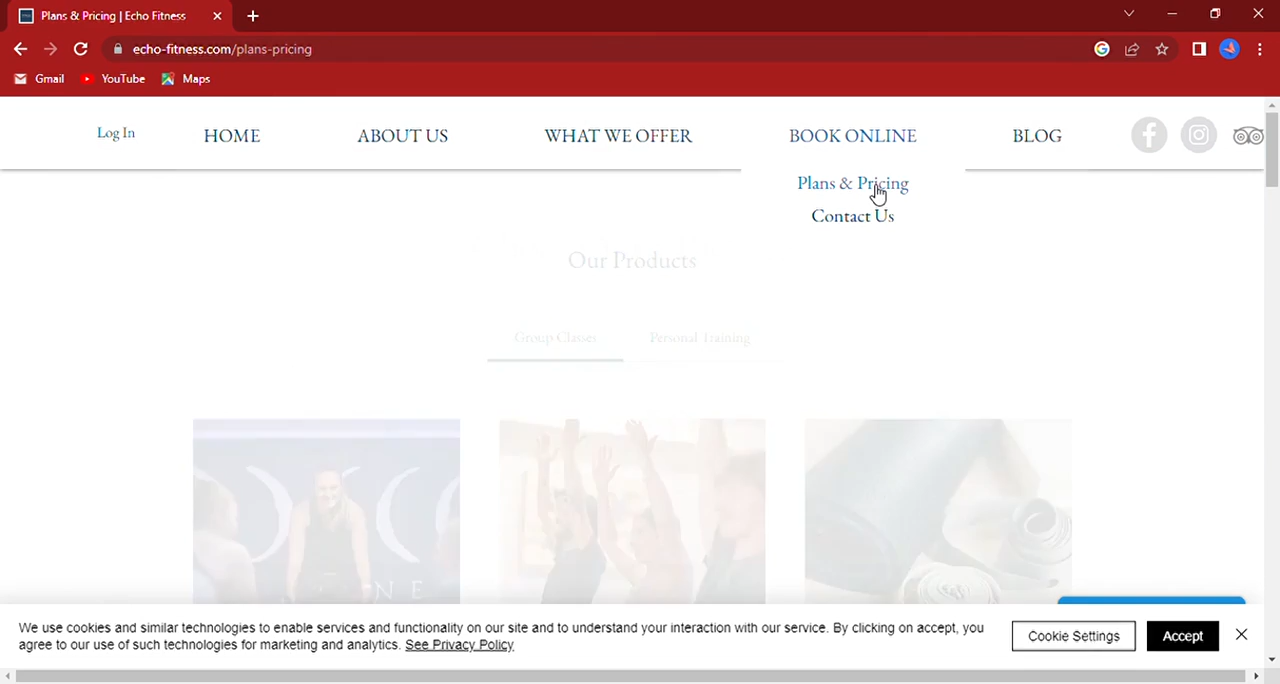 Plans & Pricing | Echo Fitness
echo-fitness.com/plans-pricing
Gmail
YouTube
Maps
Log In
HOME
ABOUT US
WHAT WE OFFER
BOOK ONLINE
BLOG
Plans & Pricing
Contact Us
Our Products
Group Classes
Personal Training
We use cookies and similar technologies to enable services and functionality on our site and to understand your interaction with our service. By clicking on accept, you
agree to our use of such technologies for marketing and analytics. See Privacy Policy
Cookie Settings
Accept